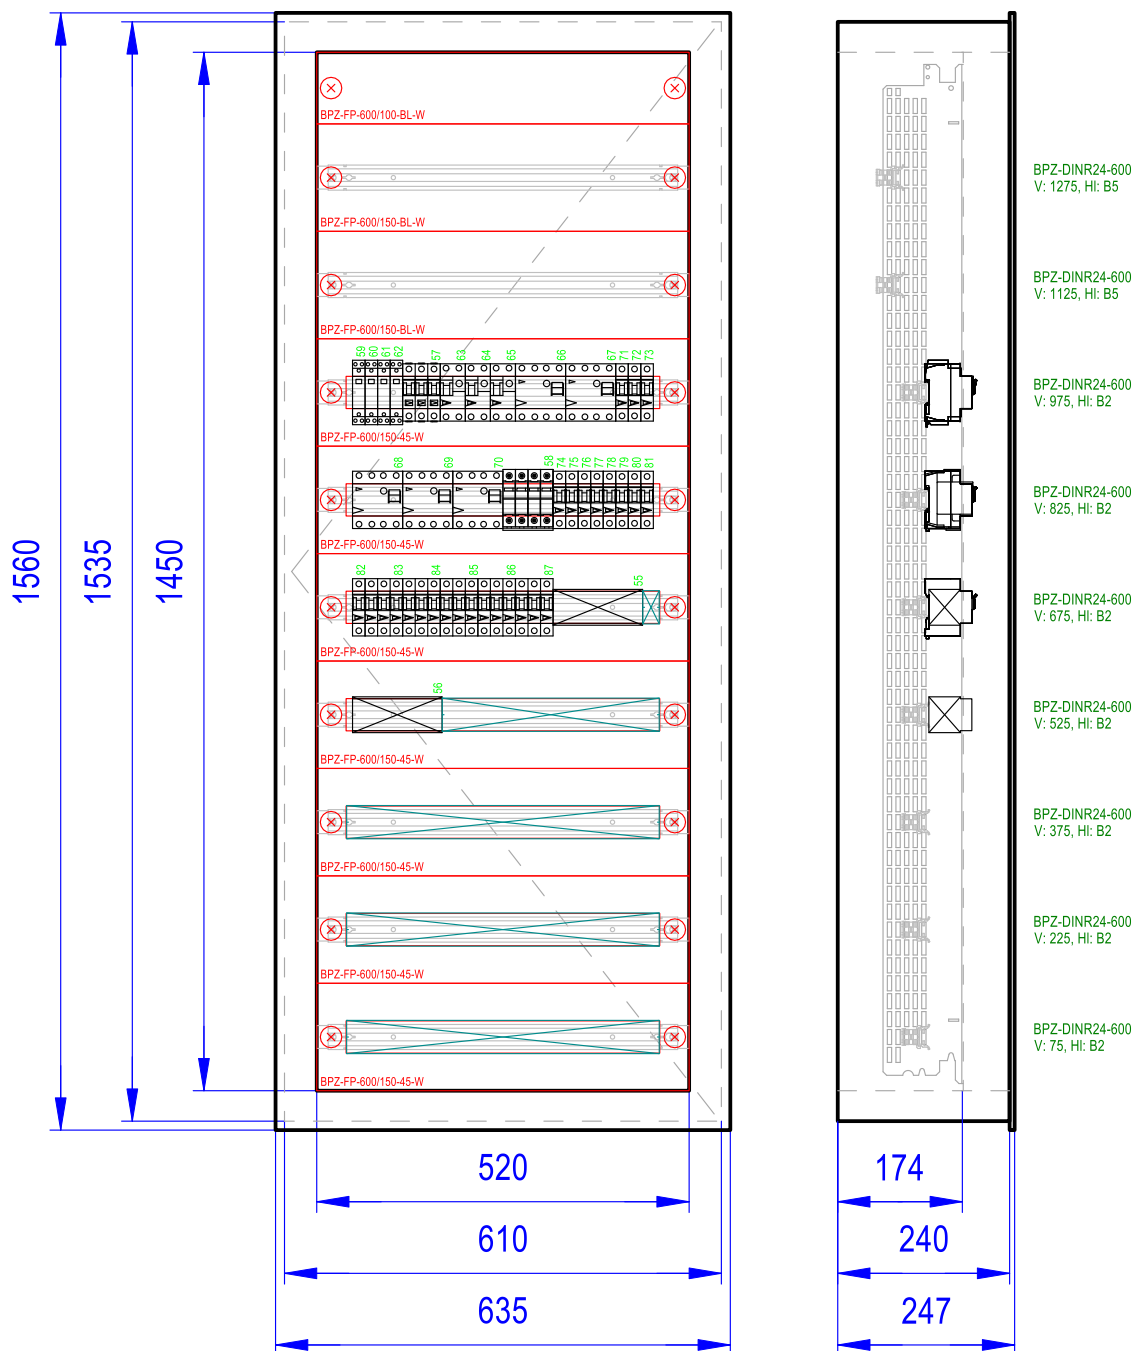 BPZ-FP-600/100-BL-W
BPZ-FP-600/150-BL-W
BPZ-FP-600/150-BL-W
59 60 61 62 57 63 64 65 66 67 71 72 73
BPZ-FP-600/150-45-W
68 69 70 58 74 75 76 77 78 79 80 81
BPZ-FP-600/150-45-W
82 83 84 85 86 87 55
BPZ-FP-600/150-45-W
56
BPZ-FP-600/150-45-W
BPZ-FP-600/150-45-W
BPZ-FP-600/150-45-W
BPZ-FP-600/150-45-W
1560
1535
1450
520
610
635
BPZ-DINR24-600
V: 1275, HI: B5
BPZ-DINR24-600
V: 1125, HI: B5
BPZ-DINR24-600
V: 975, HI: B2
BPZ-DINR24-600
V: 825, HI: B2
BPZ-DINR24-600
V: 675, HI: B2
BPZ-DINR24-600
V: 525, HI: B2
BPZ-DINR24-600
V: 375, HI: B2
BPZ-DINR24-600
V: 225, HI: B2
BPZ-DINR24-600
V: 75, HI: B2
174
240
247